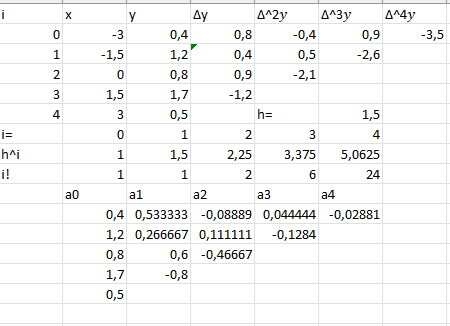 i x y Δy Δ^2𝑦 Δ^3𝑦 Δ^4𝑦
0 -3 0,4 0,8 -0,4 0,9 -3,5
1 -1,5 1,2 0,4 0,5 -2,6
2 0 0,8 0,9 -2,1
3 1,5 1,7 -1,2
4 3 0,5 h= 1,5
i= 0 1 2 3 4
h^i 1 1,5 2,25 3,375 5,0625
i! 1 1 2 6 24
a0 a1 a2 a3 a4
0,4 0,533333 -0,08889 0,044444 -0,02881
1,2 0,266667 0,111111 -0,1284
0,8 0,6 -0,46667
1,7 -0,8
0,5